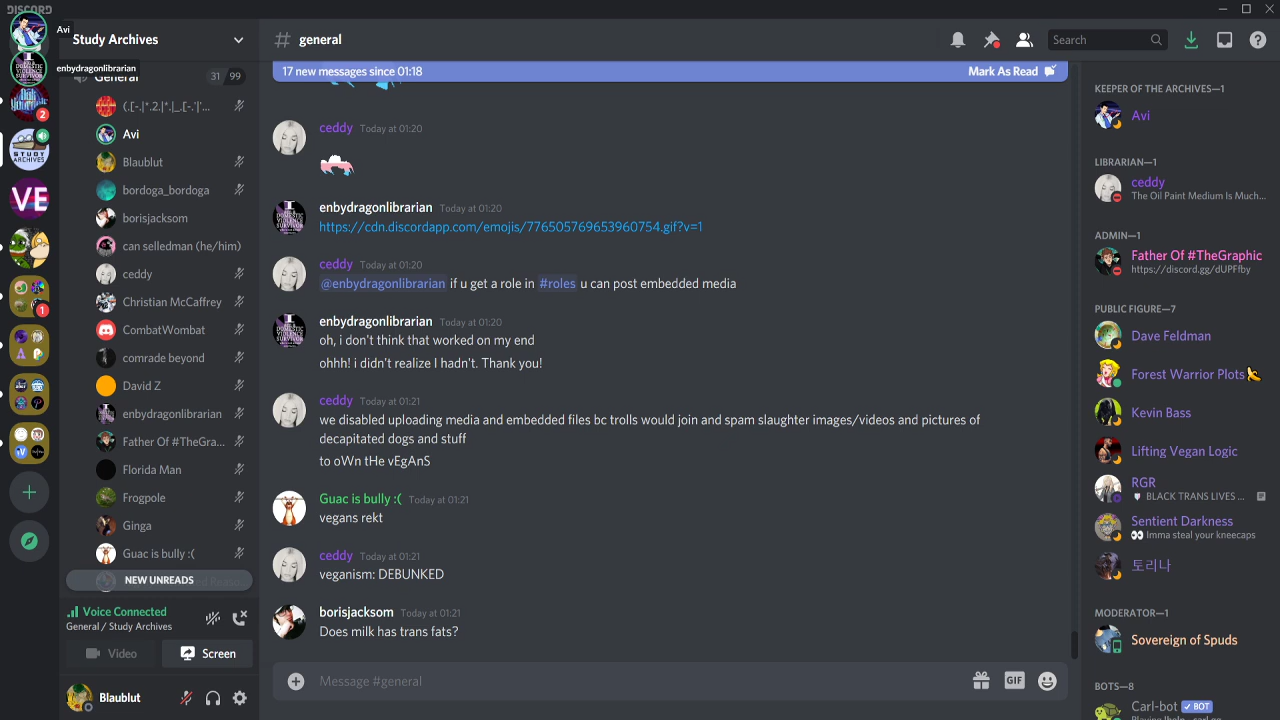 DISCORD
Avi
enbydragonlibrarian
2
STUDY
ARCHIVES
VE
1
Study Archives
General
31 99
(.[-.|*.2.|*.|_.[-.'|'...
Avi
Blaublut
bordoga_bordoga
borisjacksom
can selledman (he/him)
ceddy
Christian McCaffrey
CombatWombat
comrade beyond
David Z
enbydragonlibrarian
Father Of #TheGra...
Florida Man
Frogpole
Ginga
Guac is bully :(
NEW UNREADS
Voice Connected
General / Study Archives
Video
Screen
Blaublut
# general
Search
17 new messages since 01:18
Mark As Read
ceddy Today at 01:20
enbydragonlibrarian Today at 01:20
https://cdn.discordapp.com/emojis/776505769653960754.gif?v=1
ceddy Today at 01:20
@enbydragonlibrarian if u get a role in #roles u can post embedded media
enbydragonlibrarian Today at 01:20
oh, i don't think that worked on my end
ohhh! i didn't realize I hadn't. Thank you!
ceddy Today at 01:21
we disabled uploading media and embedded files bc trolls would join and spam slaughter images/videos and pictures of
decapitated dogs and stuff
to oWn tHe vEgAnS
Guac is bully :( Today at 01:21
vegans rekt
ceddy Today at 01:21
veganism: DEBUNKED
borisjacksom Today at 01:21
Does milk has trans fats?
Message #general
GIF
KEEPER OF THE ARCHIVES—1
Avi
LIBRARIAN—1
ceddy
The Oil Paint Medium Is Much...
ADMIN—1
Father Of #TheGraphic
https://discord.gg/dUPFfby
PUBLIC FIGURE—7
Dave Feldman
Forest Warrior Plots🍌
Kevin Bass
Lifting Vegan Logic
RGR
BLACK TRANS LIVES ...
Sentient Darkness
👀 Imma steal your kneecaps
토리나
MODERATOR—1
Sovereign of Spuds
BOTS—8
Carl-bot ✓ BOT